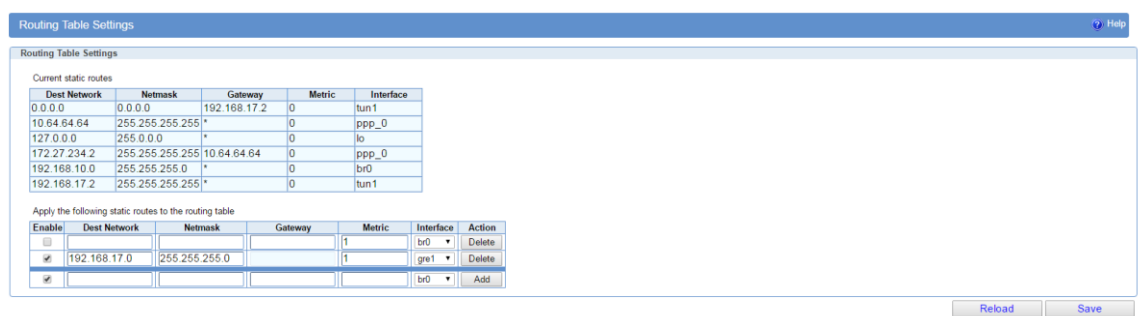 Routing Table Settings
Help
Routing Table Settings
Current static routes
Dest Network Netmask Gateway Metric Interface
0.0.0.0 0.0.0.0 192.168.17.2 0 tun1
10.64.64.64 255.255.255.255 * 0 ppp_0
127.0.0.0 255.0.0.0 * 0 lo
172.27.234.2 255.255.255.255 10.64.64.64 0 ppp_0
192.168.10.0 255.255.255.0 * 0 br0
192.168.17.2 255.255.255.255 * 0 tun1
Apply the following static routes to the routing table
Enable Dest Network Netmask Gateway Metric Interface Action
1 br0 Delete
192.168.17.0 255.255.255.0 1 gre1 Delete
br0 Add
Reload Save